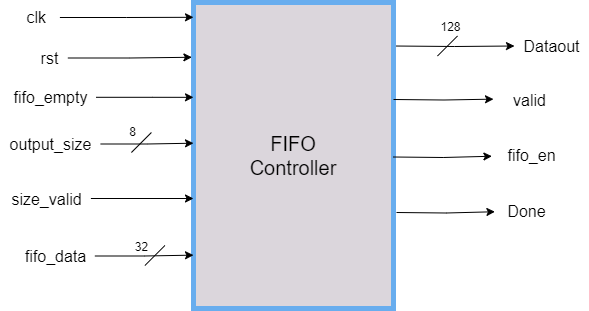 clk
rst
fifo_empty
output_size
8
size_valid
fifo_data
32
FIFO
Controller
128
Dataout
valid
fifo_en
Done